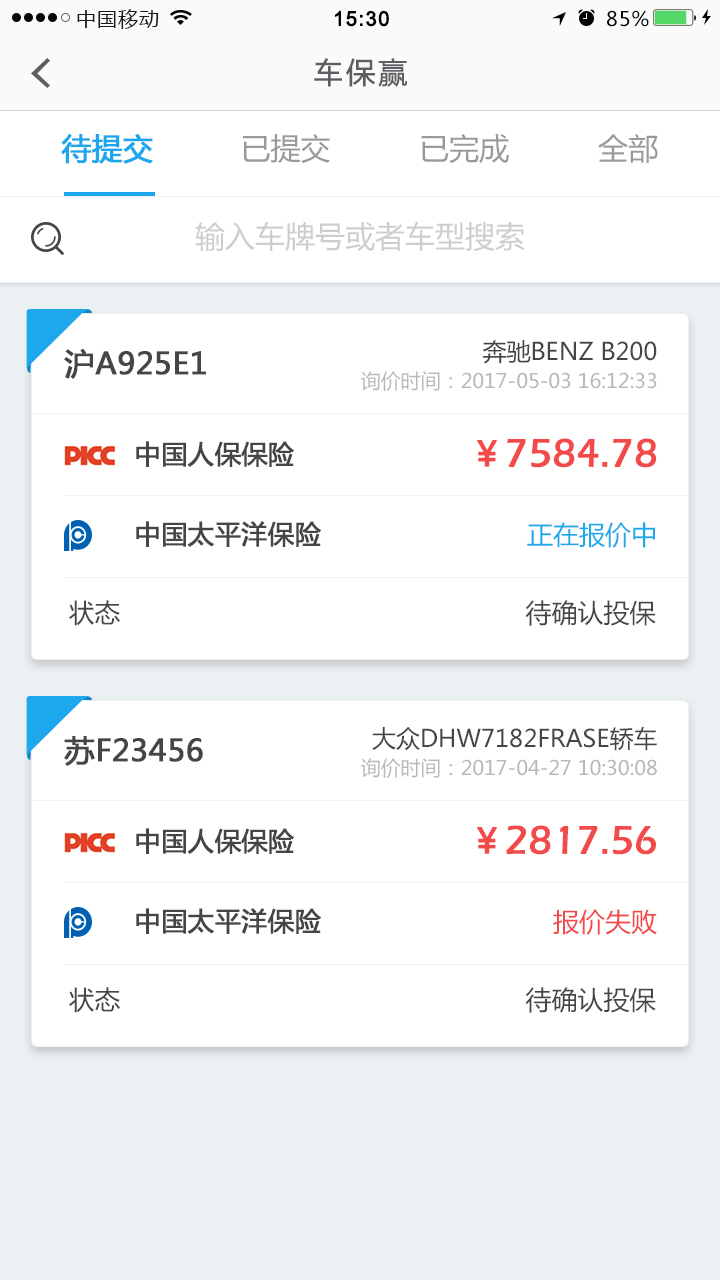 中国移动 15:30 85%
车保赢
待提交 已提交 已完成 全部
输入车牌号或者车型搜索
沪A925E1 奔驰BENZ B200
询价时间：2017-05-03 16:12:33
PICC 中国人保保险 ¥7584.78
中国太平洋保险 正在报价中
状态 待确认投保
苏F23456 大众DHW7182FRASE轿车
询价时间：2017-04-27 10:30:08
PICC 中国人保保险 ¥2817.56
中国太平洋保险 报价失败
状态 待确认投保